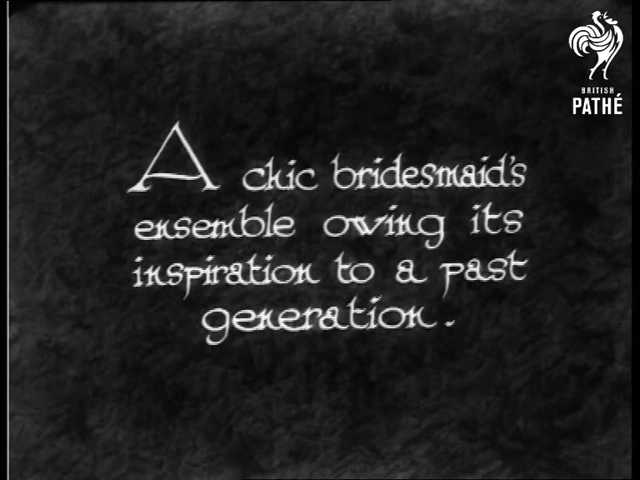 BRITISH
PATHÉ
A chic bridesmaid's
ensemble owing its
inspiration to a past
generation.